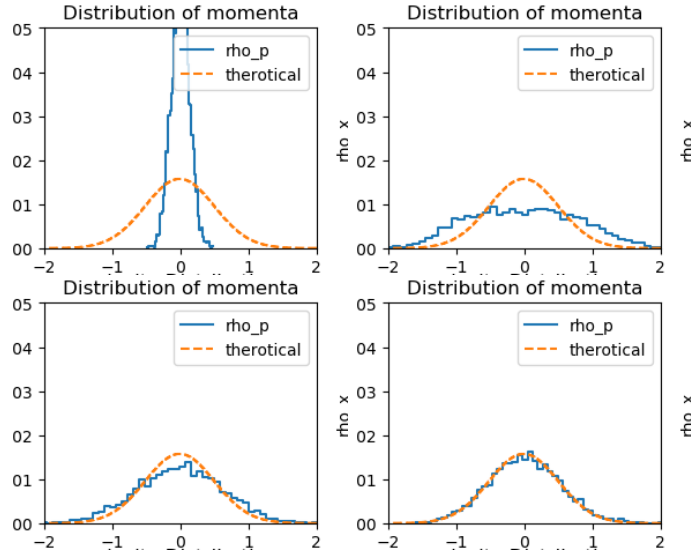 Distribution of momenta
05
04
03
02
01
00
rho_p
therotical
−2
−1
0
1
2
Distribution of momenta
05
04
03
02
01
00
rho_p
therotical
−2
−1
0
1
2
rho_x
rho_x
Distribution of momenta
05
04
03
02
01
00
rho_p
therotical
−2
−1
0
1
2
Distribution of momenta
05
04
03
02
01
00
rho_p
therotical
−2
−1
0
1
2
rho_x
rho_x